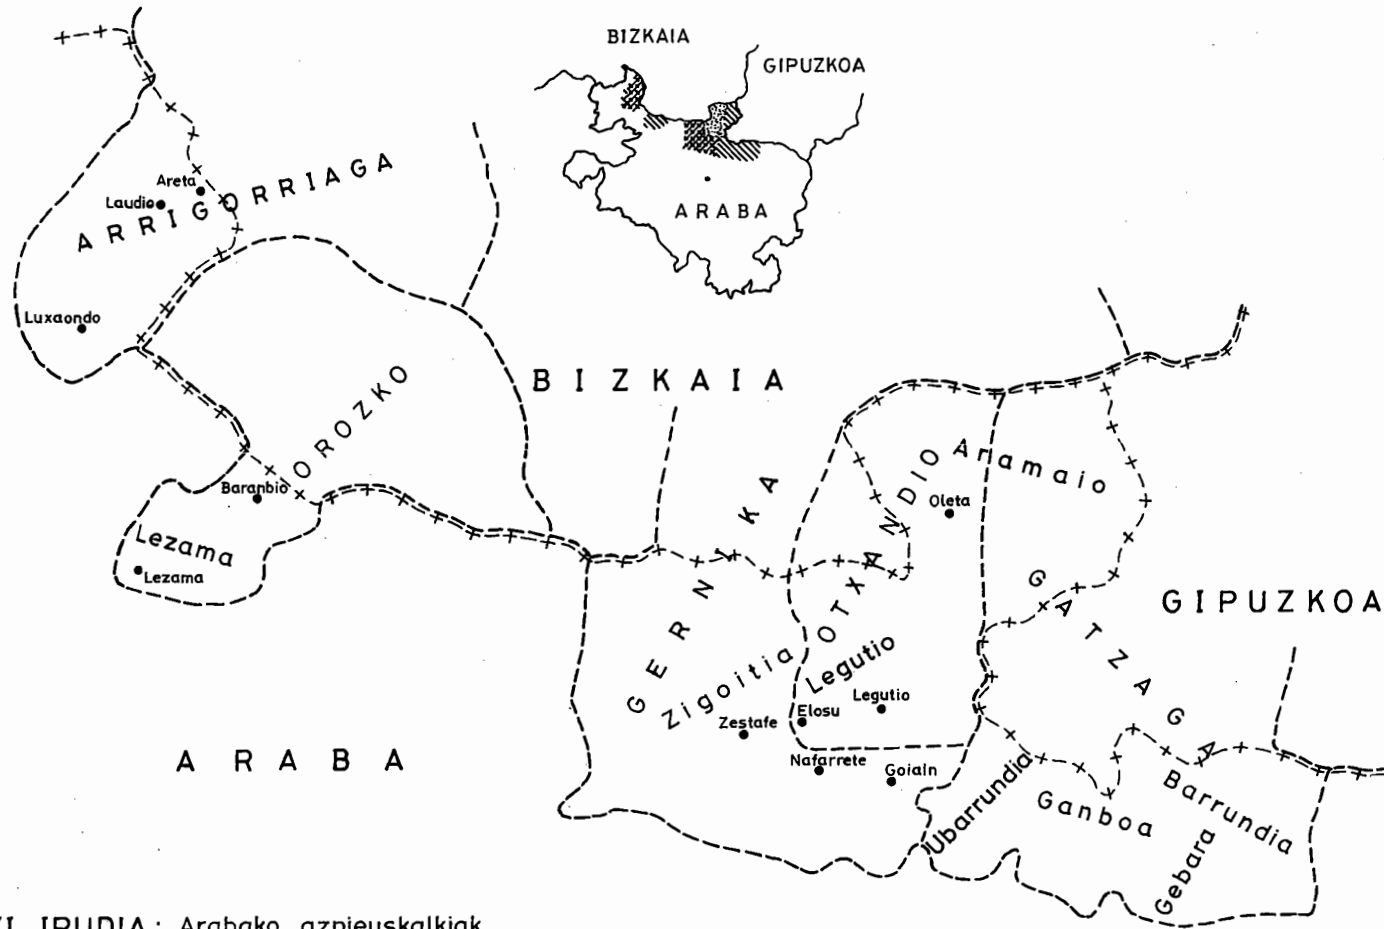 BIZKAIA
GIPUZKOA
ARABA
Areta
Laudio
ARRIGORRIAGA
Luxaondo
BIZKAIA
OROZKO
Baranbio
Lezama
Lezama
GERNIKA
OTXANDIO
Aramaio
Oleta
GATZAGA
GIPUZKOA
Zigoitia
Legutio
Legutio
Elosu
Zestafe
Nafarrete
Goiain
ARABA
Ubarrundia
Ganboa
Barrundia
Gebara
IRUDIA: Arabako azpieuskalkiak